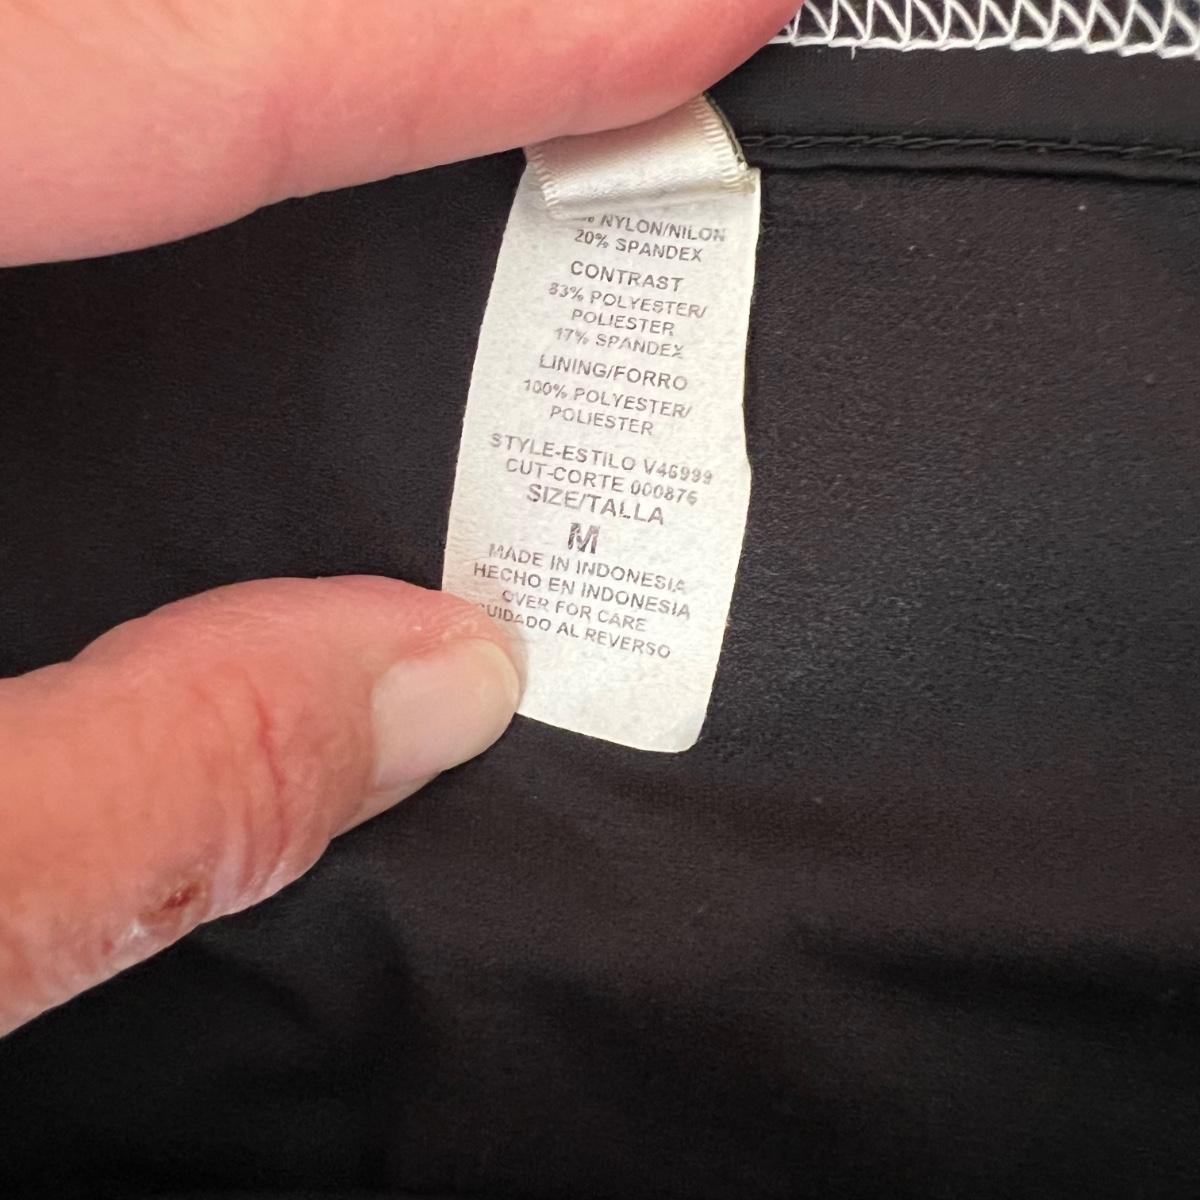 % NYLON/NILON
20% SPANDEX
CONTRAST
83% POLYESTER/
POLIESTER
17% SPANDEX
LINING/FORRO
100% POLYESTER/
POLIESTER
STYLE-ESTILO V46999
CUT-CORTE 000876
SIZE/TALLA
M
MADE IN INDONESIA
HECHO EN INDONESIA
OVER FOR CARE
CUIDADO AL REVERSO